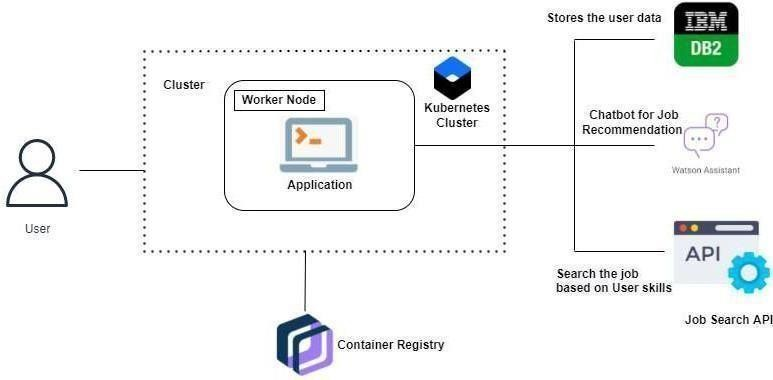 Stores the user data
IBM
DB2
Cluster
Worker Node
Kubernetes
Cluster
Application
Chatbot for Job
Recommendation
?
Watson Assistant
User
API
Search the job
based on User skills
Job Search API
Container Registry